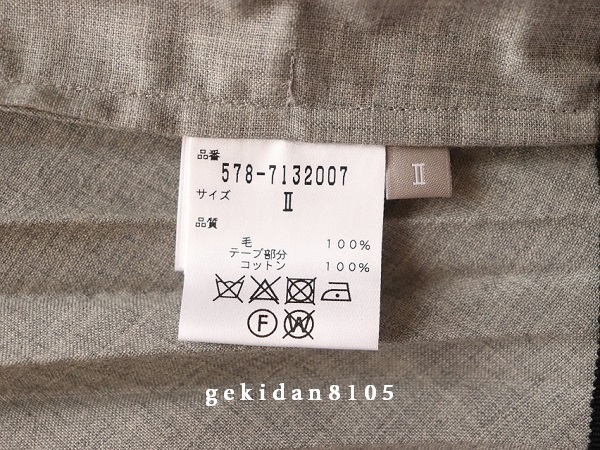 品番
578-7132007
サイズ
Ⅱ
Ⅱ
品質
毛 100%
テープ部分
コットン 100%
F W
gekidan8105